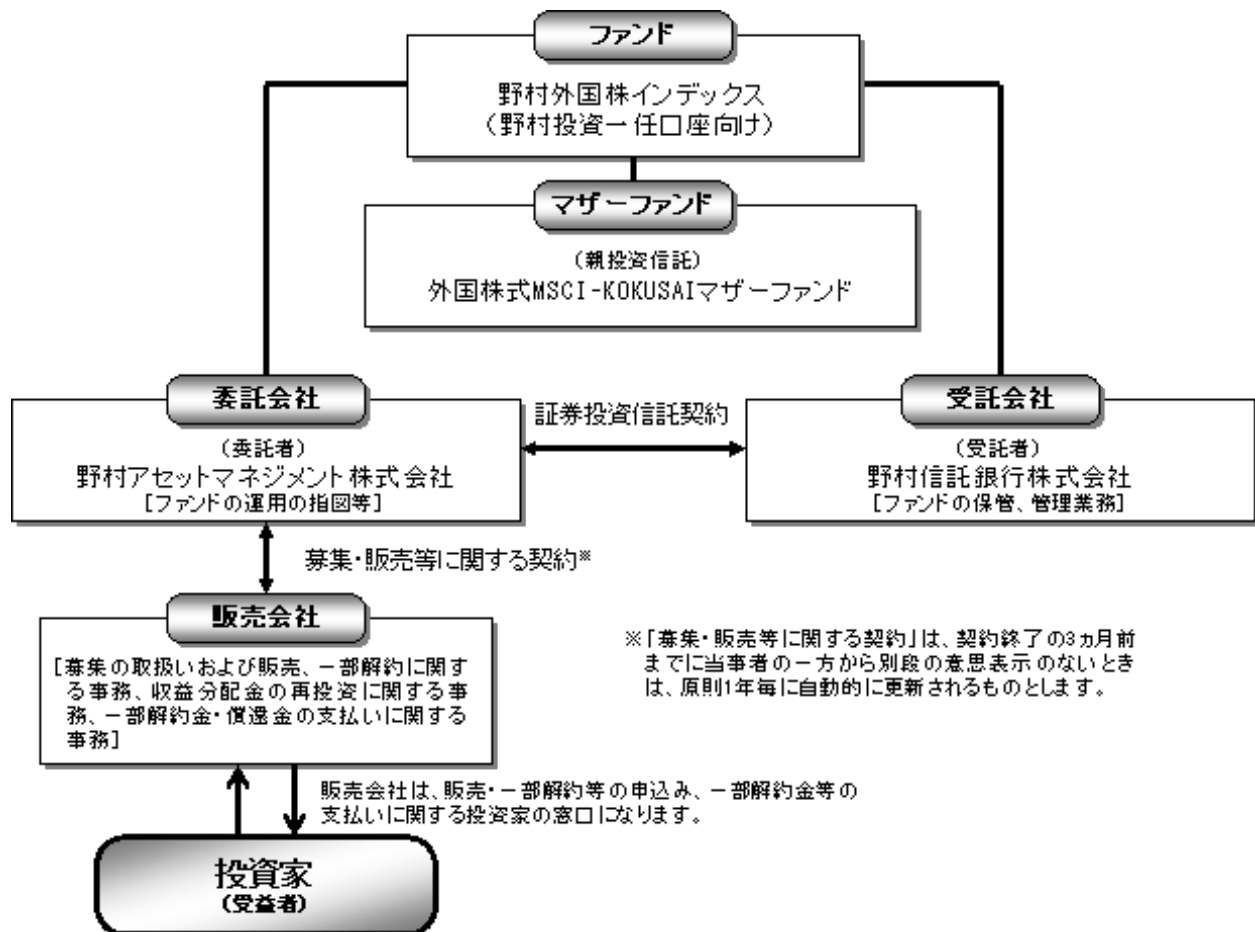 ファンド
野村外国株インデックス
(野村投資一任口座向け)
マザーファンド
(親投資信託)
外国株式MSCI-KOKUSAIマザーファンド
委託会社
(委託者)
野村アセットマネジメント株式会社
[ファンドの運用の指図等]
証券投資信託契約
受託会社
(受託者)
野村信託銀行株式会社
[ファンドの保管、管理業務]
募集・販売等に関する契約※
販売会社
[募集の取扱いおよび販売、一部解約に関す
る事務、収益分配金の再投資に関する事
務、一部解約金・償還金の支払いに関する
事務]
※「募集・販売等に関する契約」は、契約終了の3ヵ月前
までに当事者の一方から別段の意思表示のないとき
は、原則1年毎に自動的に更新されるものとします。
販売会社は、販売・一部解約等の申込み、一部解約金等の
支払いに関する投資家の窓口になります。
投資家
(受益者)